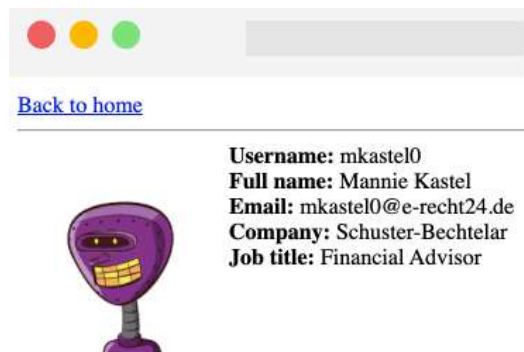 Back to home
Username: mkastel0
Full name: Mannie Kastel
Email: mkastel0@e-recht24.de
Company: Schuster-Bechtelar
Job title: Financial Advisor